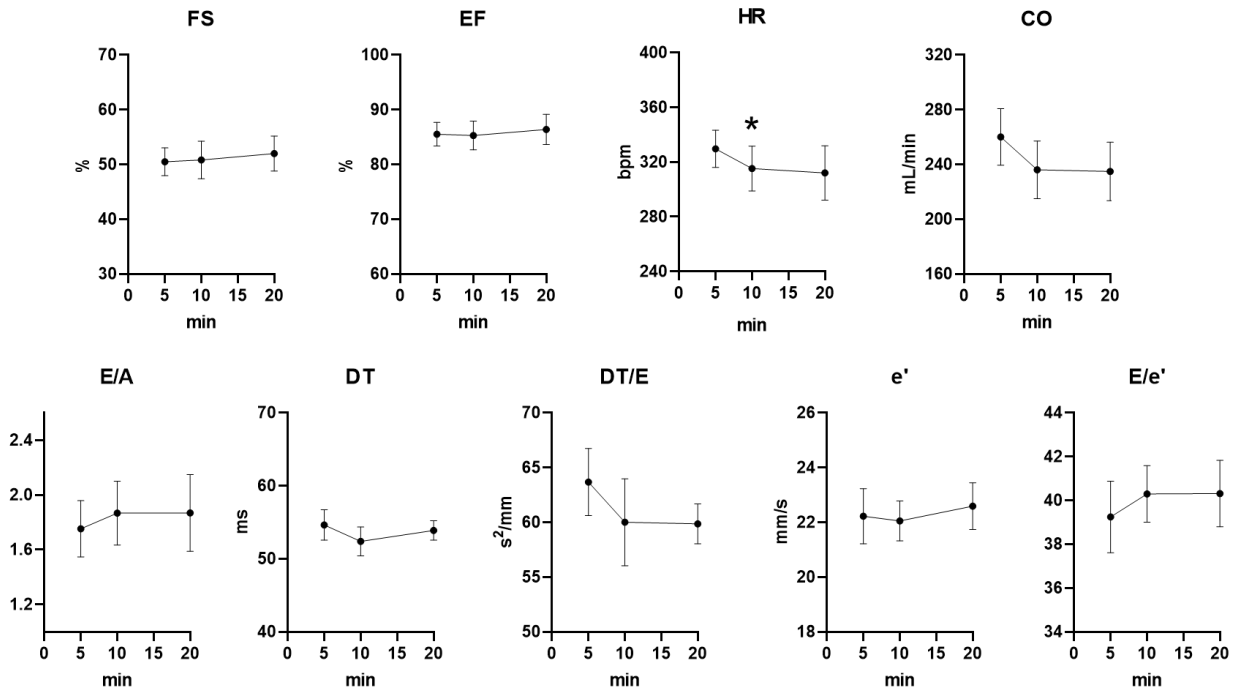 FS
EF
HR
CO
70
60
50
40
30
%
0 5 10 15 20
min
100
90
80
70
60
%
0 5 10 15 20
min
400
360
320
280
240
bpm
*
0 5 10 15 20
min
320
280
240
200
160
mL/min
0 5 10 15 20
min
E/A
DT
DT/E
e'
E/e'
2.4
2.0
1.6
1.2
0 5 10 15 20
min
70
60
50
40
ms
0 5 10 15 20
min
70
65
60
55
50
s²/mm
0 5 10 15 20
min
26
24
22
21
18
mm/s
0 5 10 15 20
min
44
42
40
38
36
34
0 5 10 15 20
min